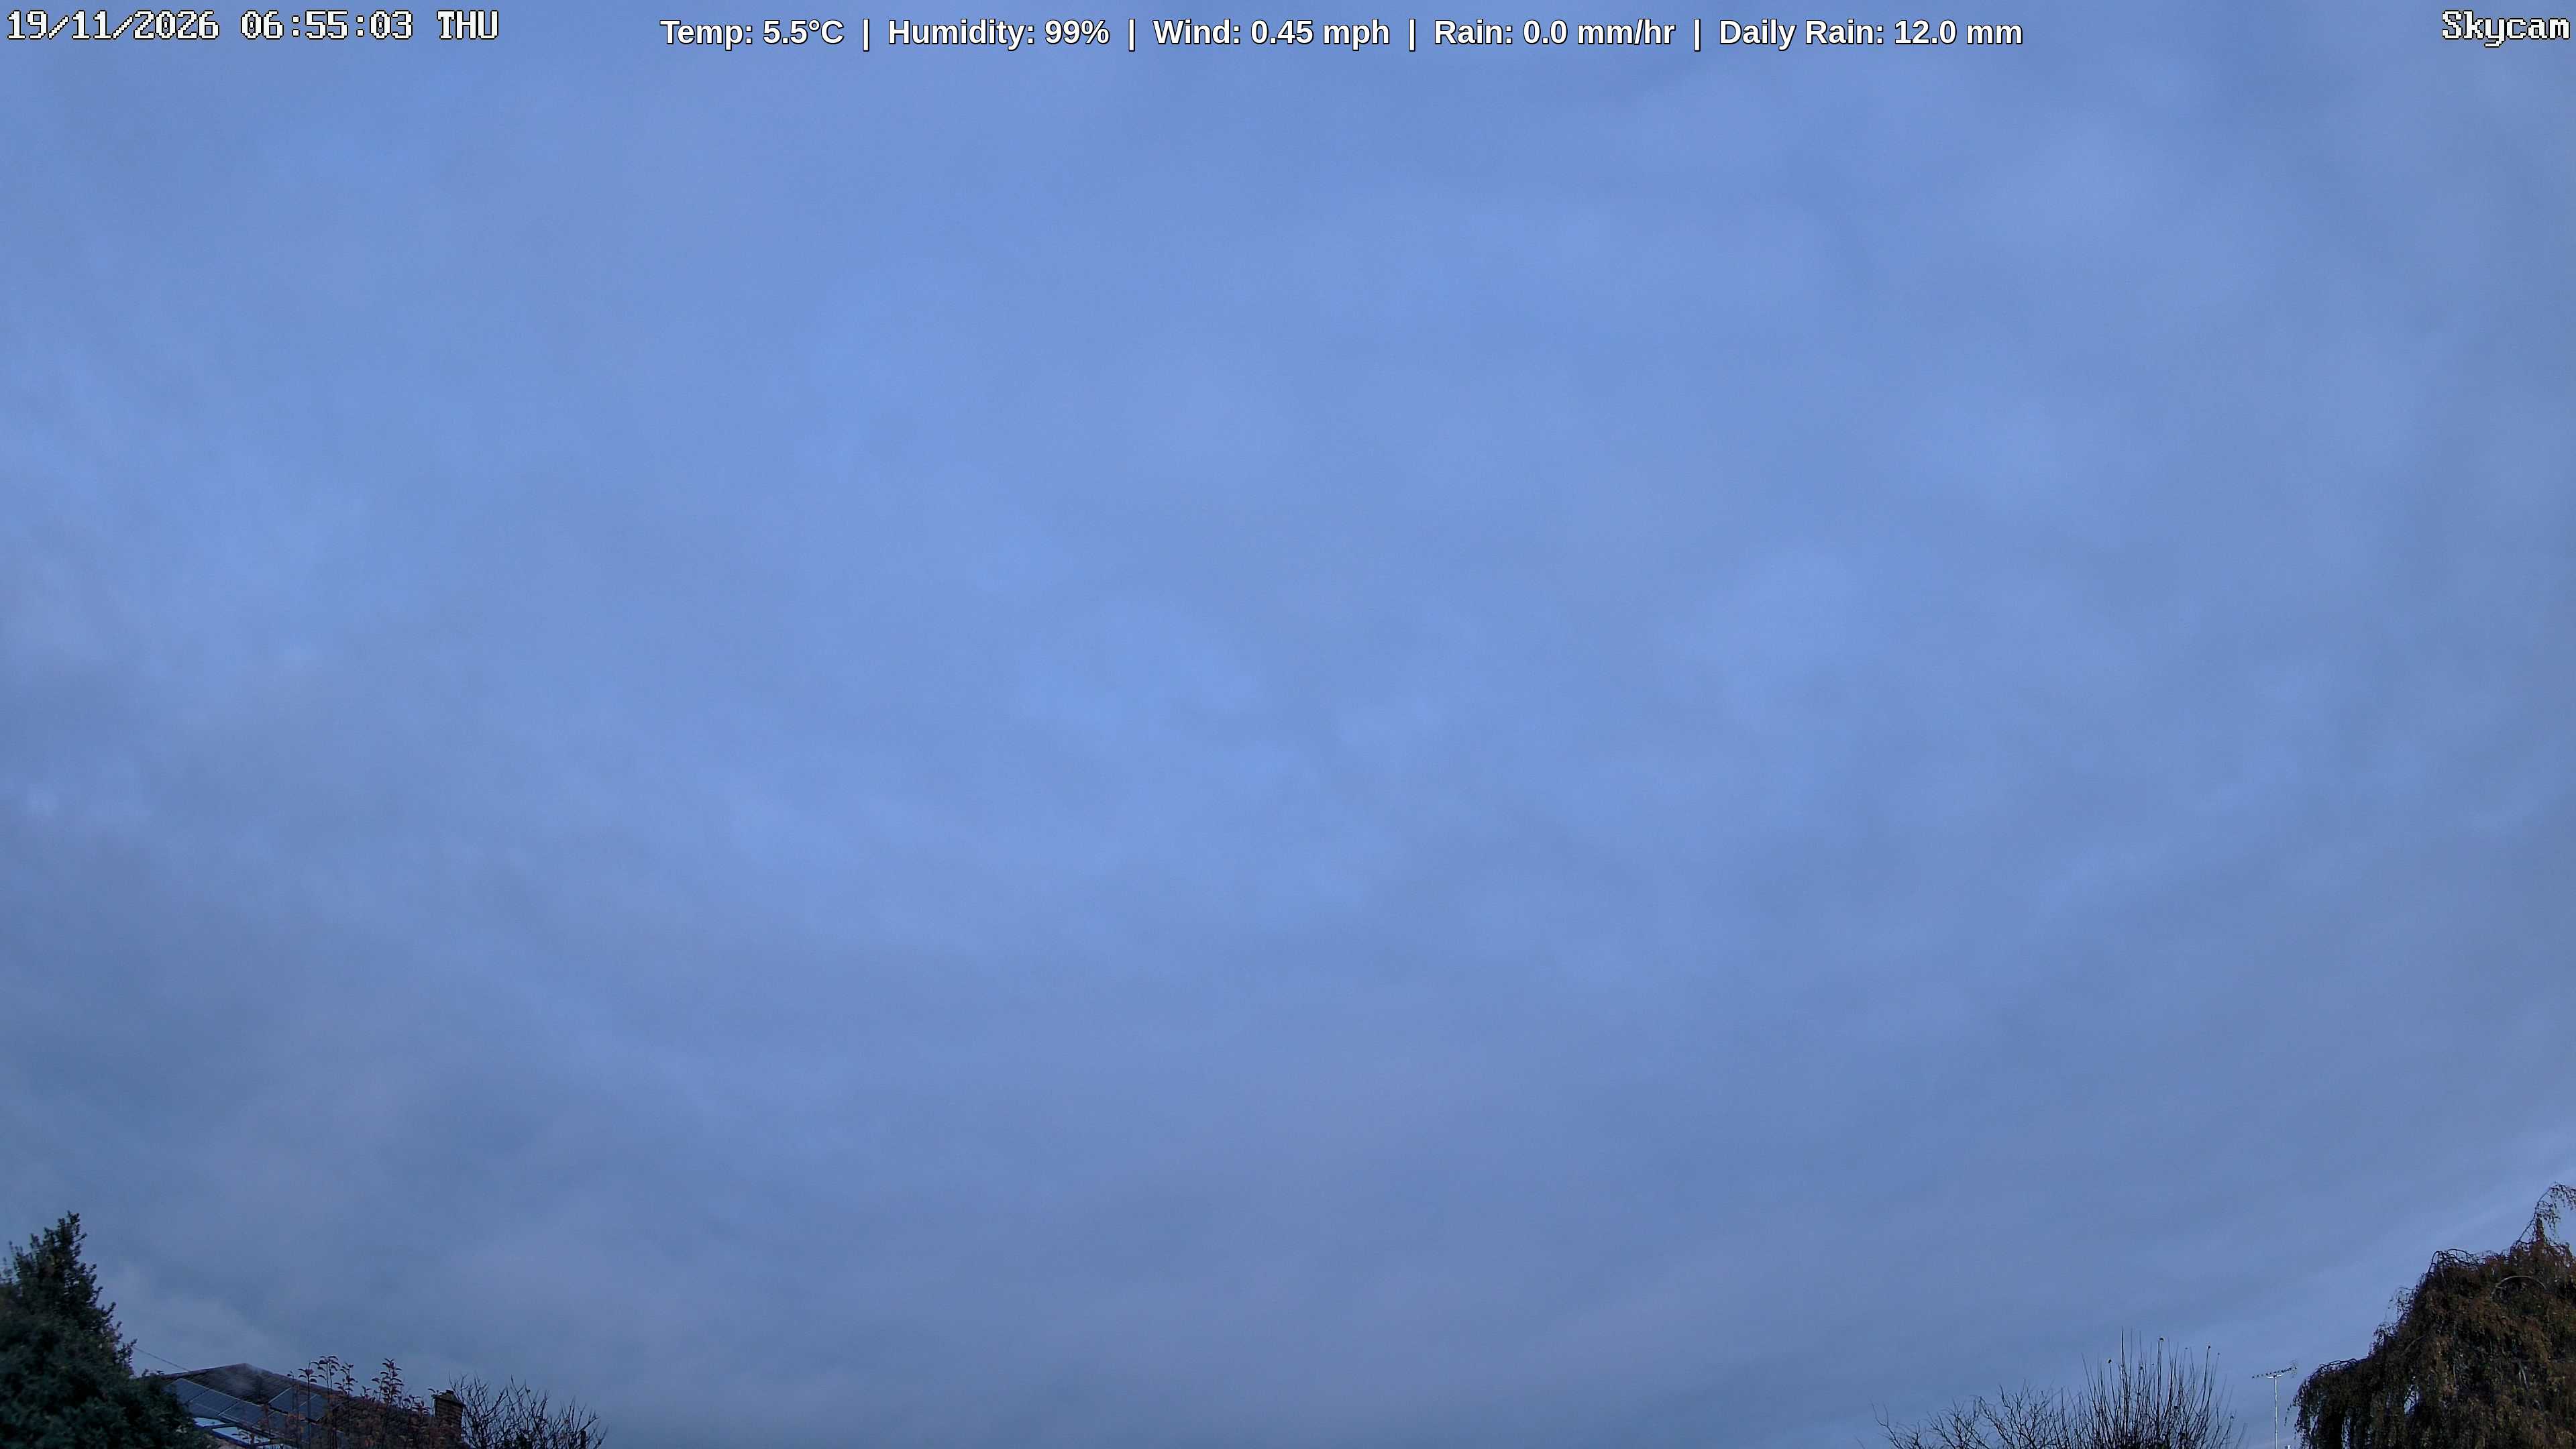 19/11/2026 06:55:03 THU
Temp: 5.5°C | Humidity: 99% | Wind: 0.45 mph | Rain: 0.0 mm/hr | Daily Rain: 12.0 mm
Skycam